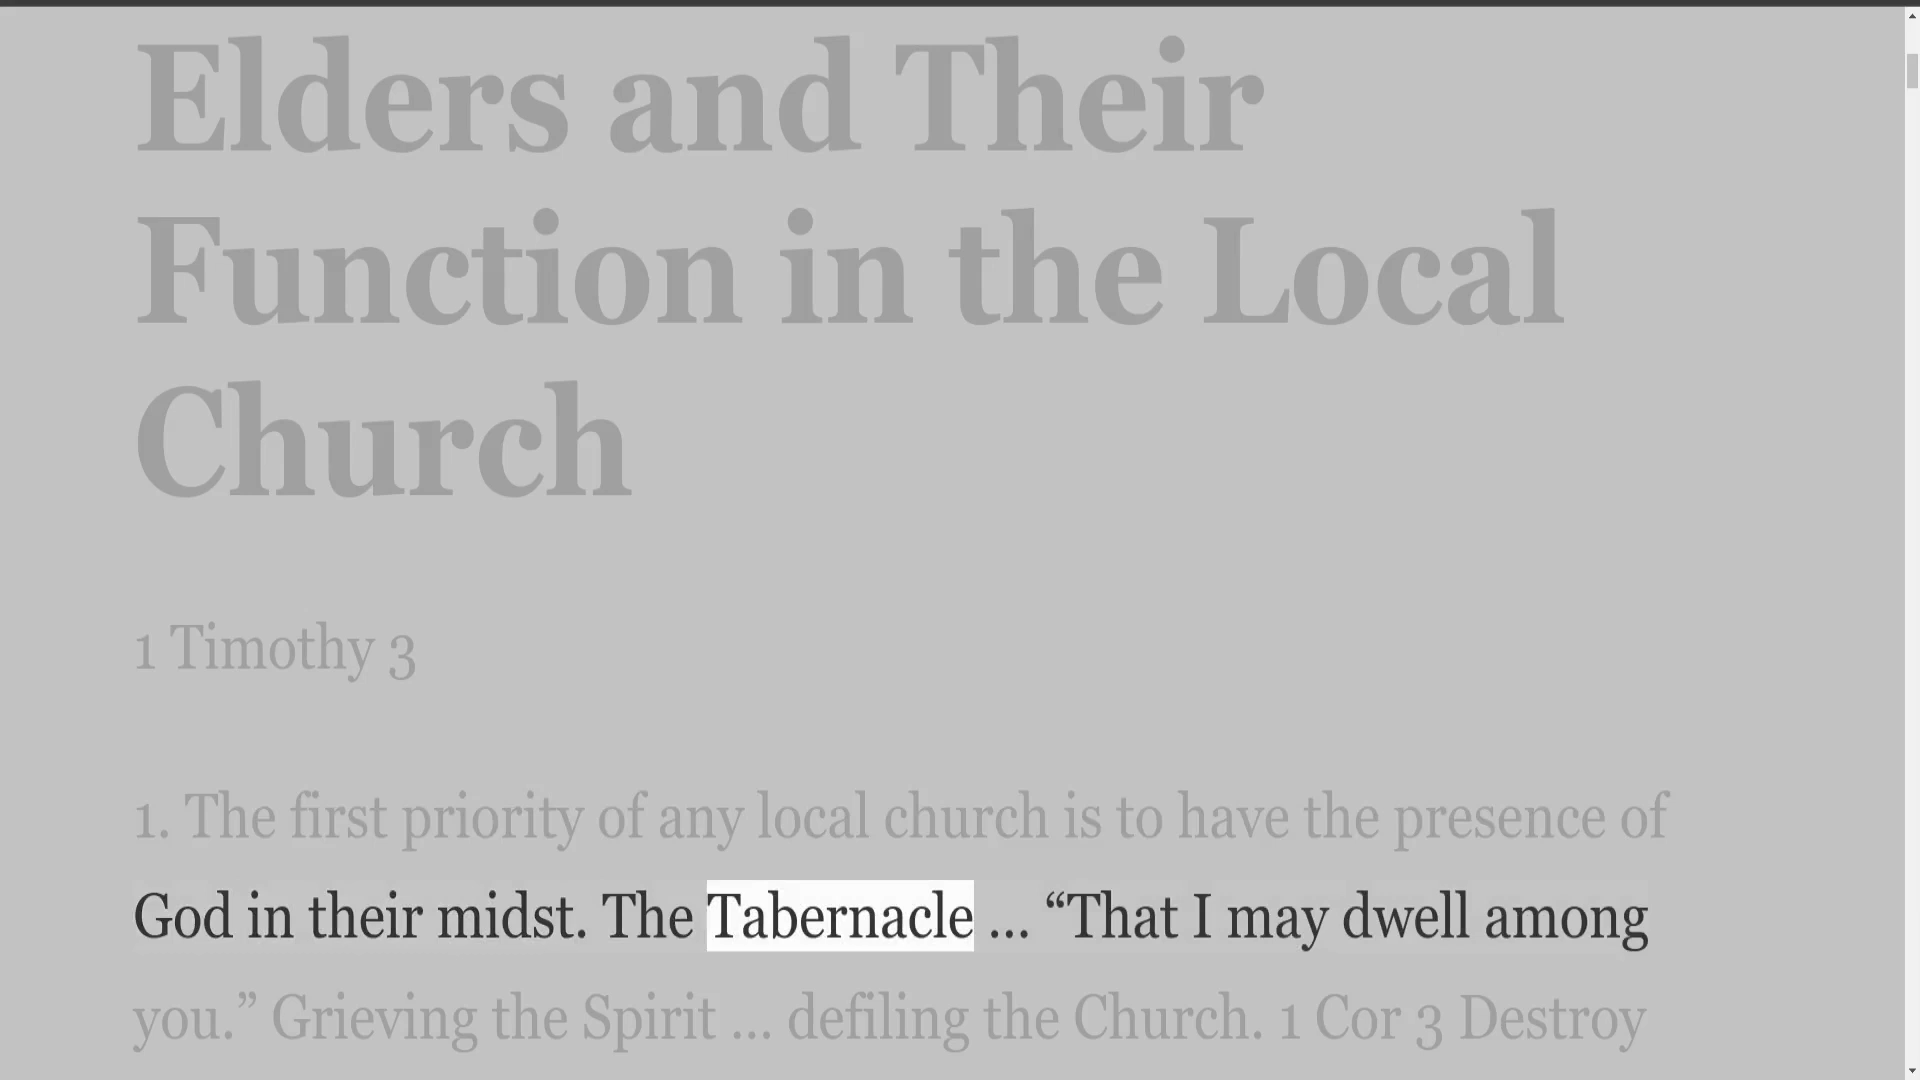 Elders and Their
Function in the Local
Church
1 Timothy 3
1. The first priority of any local church is to have the presence of
God in their midst. The Tabernacle ... “That I may dwell among
you.” Grieving the Spirit ... defiling the Church. 1 Cor 3 Destroy